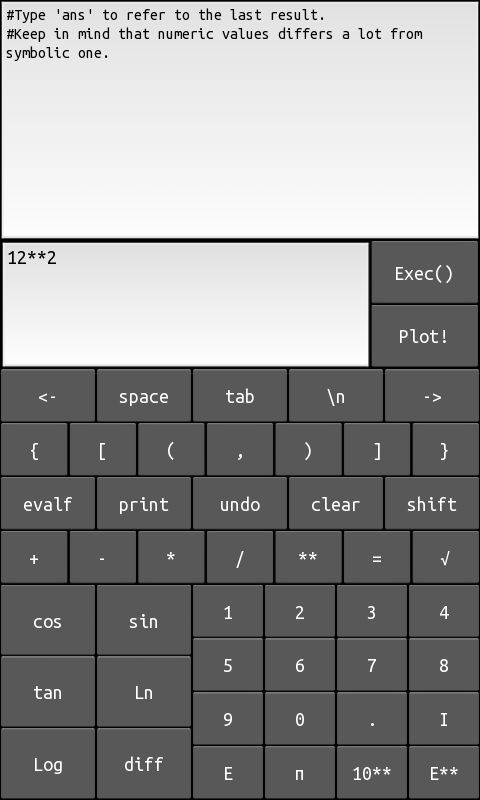 #Type 'ans' to refer to the last result.
#Keep in mind that numeric values differs a lot from
symbolic one.
12**2
Exec()
Plot!
<- space tab \n ->
{ [ ( , ) ] }
evalf print undo clear shift
+ - * / ** = √
cos sin 1 2 3 4
5 6 7 8
tan Ln
9 0 . I
Log diff
E π 10** E**